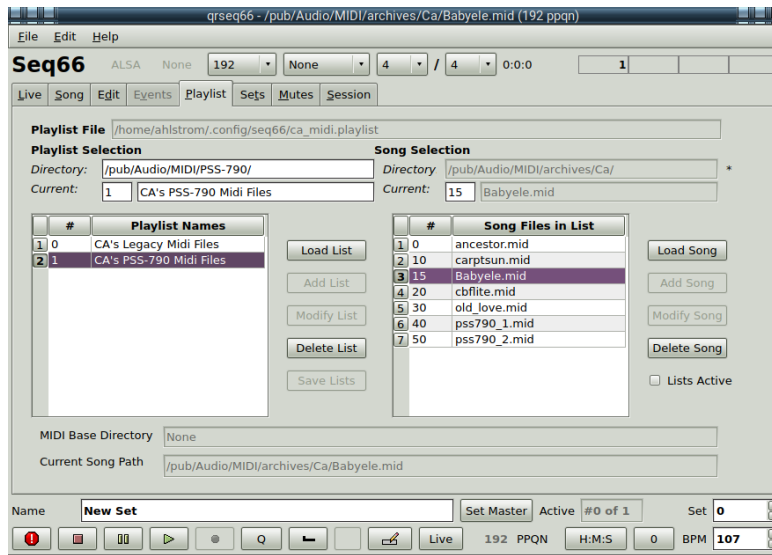 qrseq66 - /pub/Audio/MIDI/archives/Ca/Babyele.mid (192 ppqn)
File Edit Help
Seq66 ALSA None 192 None 4 / 4 0:0:0 1
Live Song Edit Events Playlist Sets Mutes Session
Playlist File /home/ahlstrom/.config/seq66/ca_midi.playlist
Playlist Selection Song Selection
Directory: /pub/Audio/MIDI/PSS-790/ Directory /pub/Audio/MIDI/archives/Ca/ *
Current: 1 CA's PSS-790 Midi Files Current: 15 Babyele.mid
# Playlist Names # Song Files in List
1 0 CA's Legacy Midi Files Load List 1 0 ancestor.mid Load Song
2 1 CA's PSS-790 Midi Files 2 10 carptsun.mid
3 15 Babyele.mid
Add List 4 20 cbflite.mid Add Song
5 30 old_love.mid
Modify List 6 40 pss790_1.mid Modify Song
7 50 pss790_2.mid
Delete List Delete Song
Save Lists Lists Active
MIDI Base Directory None
Current Song Path /pub/Audio/MIDI/archives/Ca/Babyele.mid
Name New Set Set Master Active #0 of 1 Set 0
! Q Live 192 PPQN H:M:S 0 BPM 107